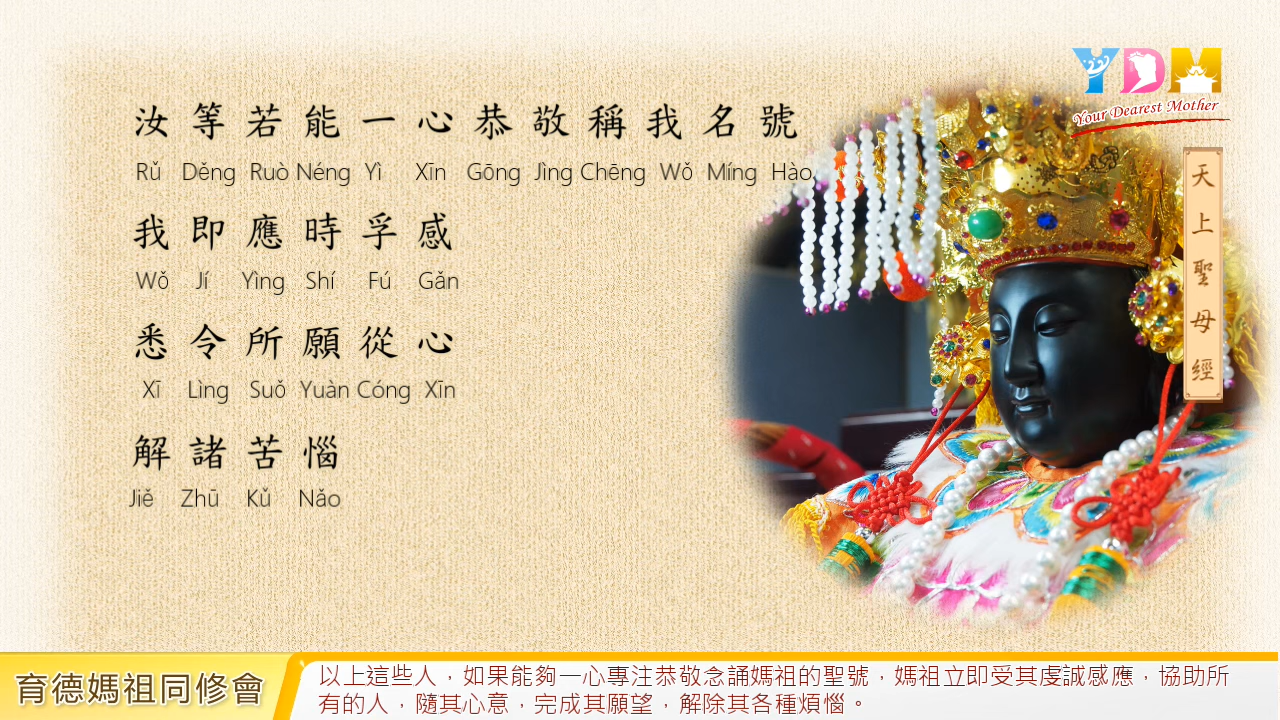 汝等若能一心恭敬稱我名號
Rǔ Děng Ruò Néng Yì Xīn Gōng Jìng Chēng Wǒ Míng Hào
我即應時孚感
Wǒ Jí Yìng Shí Fú Gǎn
悉令所願從心
Xī Lìng Suǒ Yuàn Cóng Xīn
解諸苦惱
Jiě Zhū Kǔ Nǎo
YDM
Your Dearest Mother
天上聖母經
育德媽祖同修會
以上這些人，如果能夠一心專注恭敬念誦媽祖的聖號，媽祖立即受其虔誠感應，協助所
有的人，隨其心意，完成其願望，解除其各種煩惱。